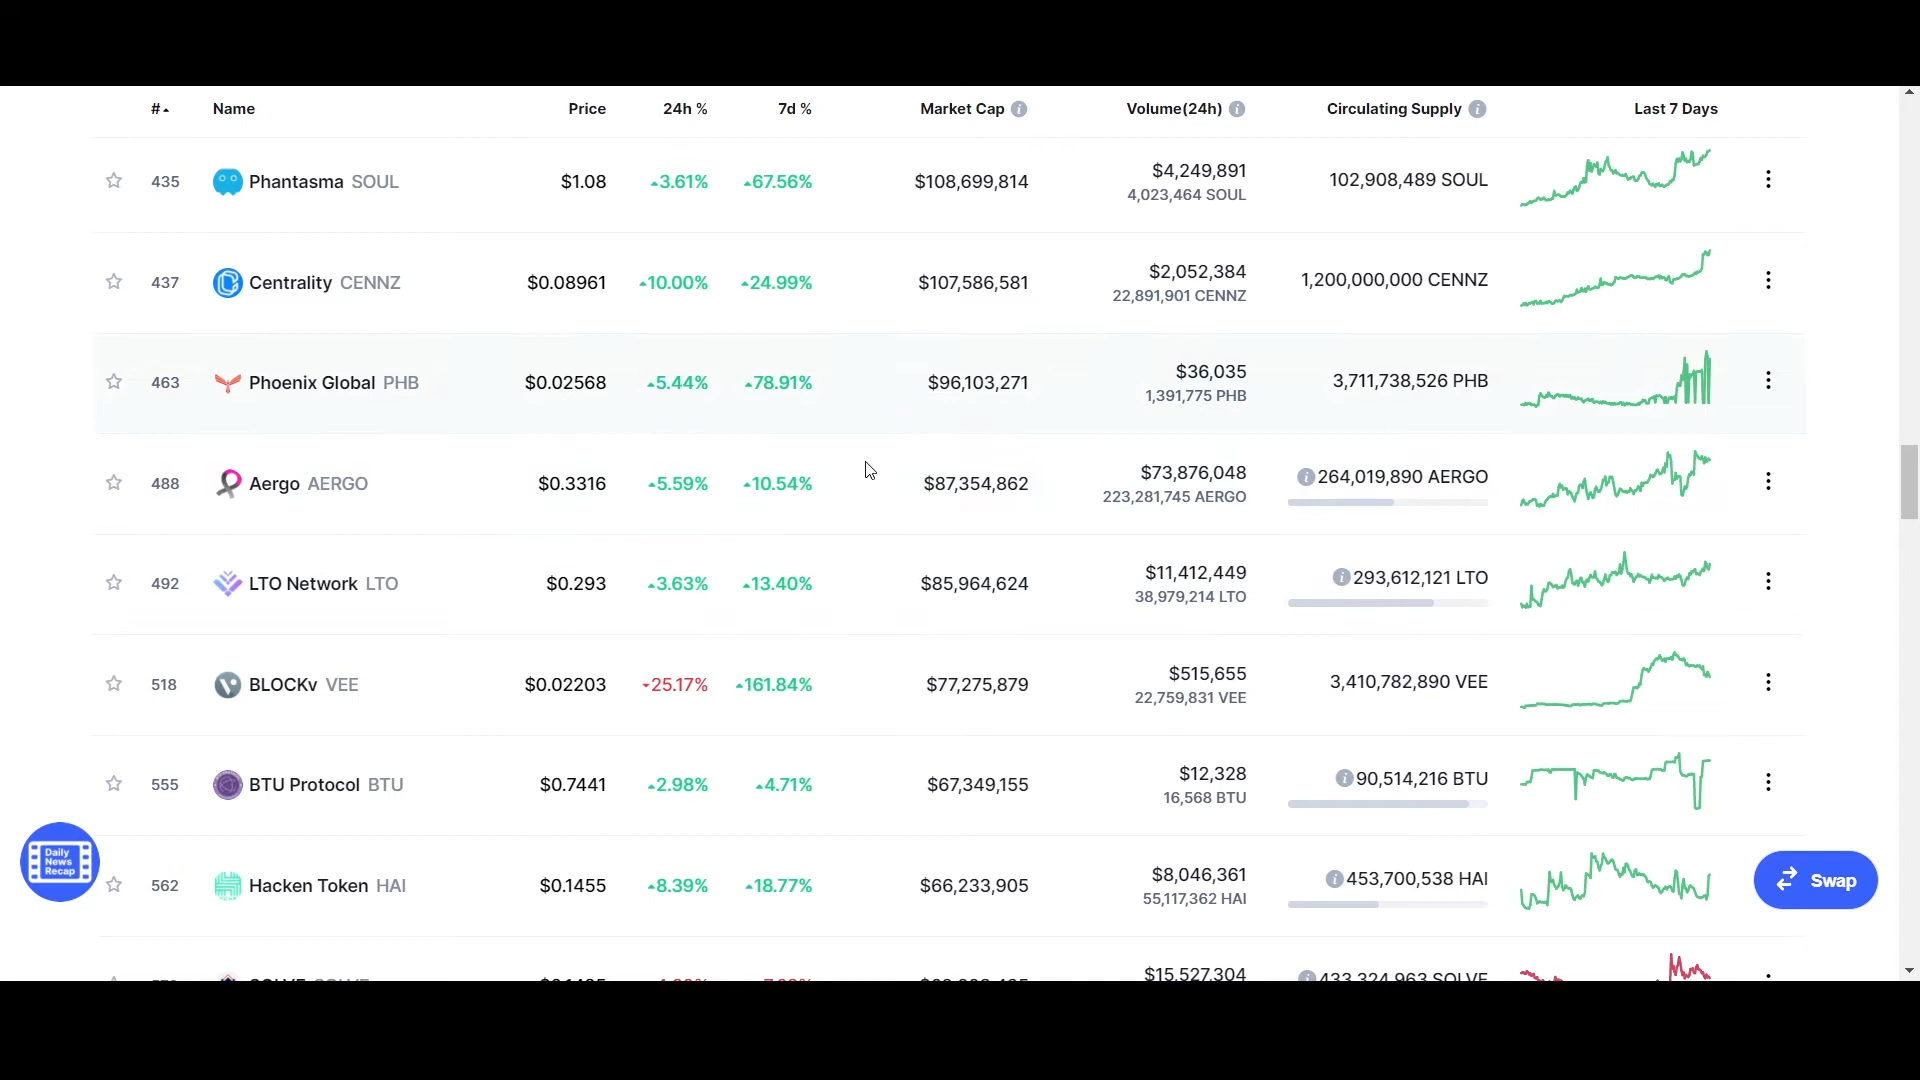 # Name Price 24h % 7d % Market Cap Volume(24h) Circulating Supply Last 7 Days
435 Phantasma SOUL $1.08 3.61% 67.56% $108,699,814 $4,249,891 102,908,489 SOUL
4,023,464 SOUL
437 Centrality CENNZ $0.08961 10.00% 24.99% $107,586,581 $2,052,384 1,200,000,000 CENNZ
22,891,901 CENNZ
463 Phoenix Global PHB $0.02568 5.44% 78.91% $96,103,271 $36,035 3,711,738,526 PHB
1,391,775 PHB
488 Aergo AERGO $0.3316 5.59% 10.54% $87,354,862 $73,876,048 264,019,890 AERGO
223,281,745 AERGO
492 LTO Network LTO $0.293 3.63% 13.40% $85,964,624 $11,412,449 293,612,121 LTO
38,979,214 LTO
518 BLOCKv VEE $0.02203 25.17% 161.84% $77,275,879 $515,655 3,410,782,890 VEE
22,759,831 VEE
555 BTU Protocol BTU $0.7441 2.98% 4.71% $67,349,155 $12,328 90,514,216 BTU
16,568 BTU
Daily
News
Recap
562 Hacken Token HAI $0.1455 8.39% 18.77% $66,233,905 $8,046,361 453,700,538 HAI
55,117,362 HAI
Swap
$15,527,304 433,324,963 SOLVE